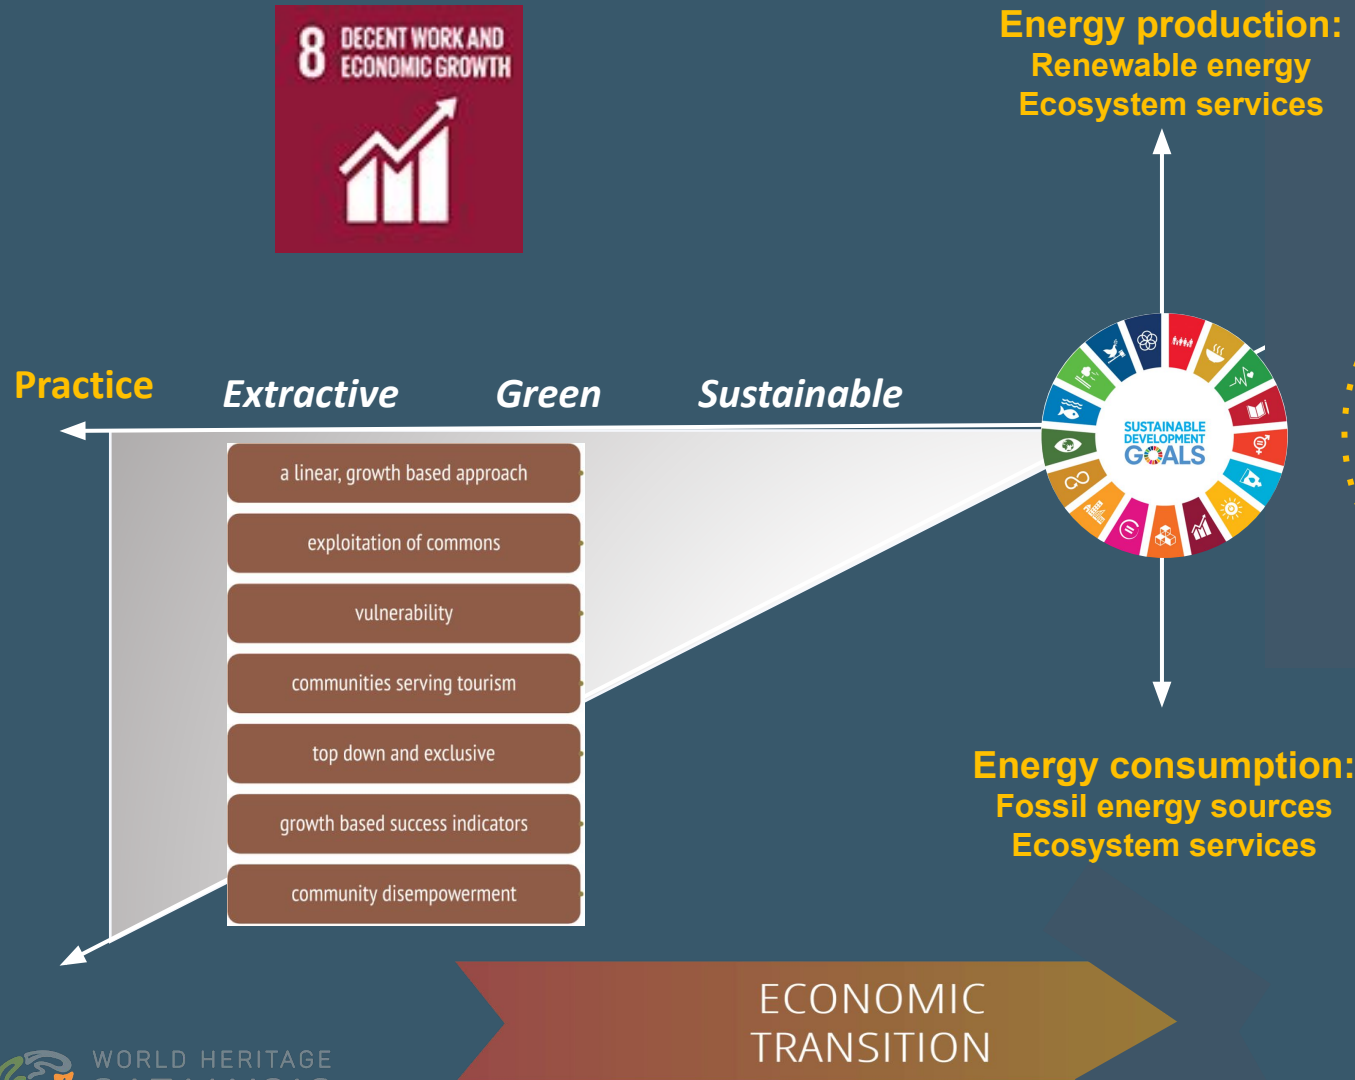 8 DECENT WORK AND
ECONOMIC GROWTH
Energy production:
Renewable energy
Ecosystem services
Practice
Extractive Green Sustainable
SUSTAINABLE
DEVELOPMENT
GOALS
a linear, growth based approach
exploitation of commons
vulnerability
communities serving tourism
top down and exclusive
growth based success indicators
community disempowerment
Energy consumption:
Fossil energy sources
Ecosystem services
ECONOMIC
TRANSITION
WORLD HERITAGE